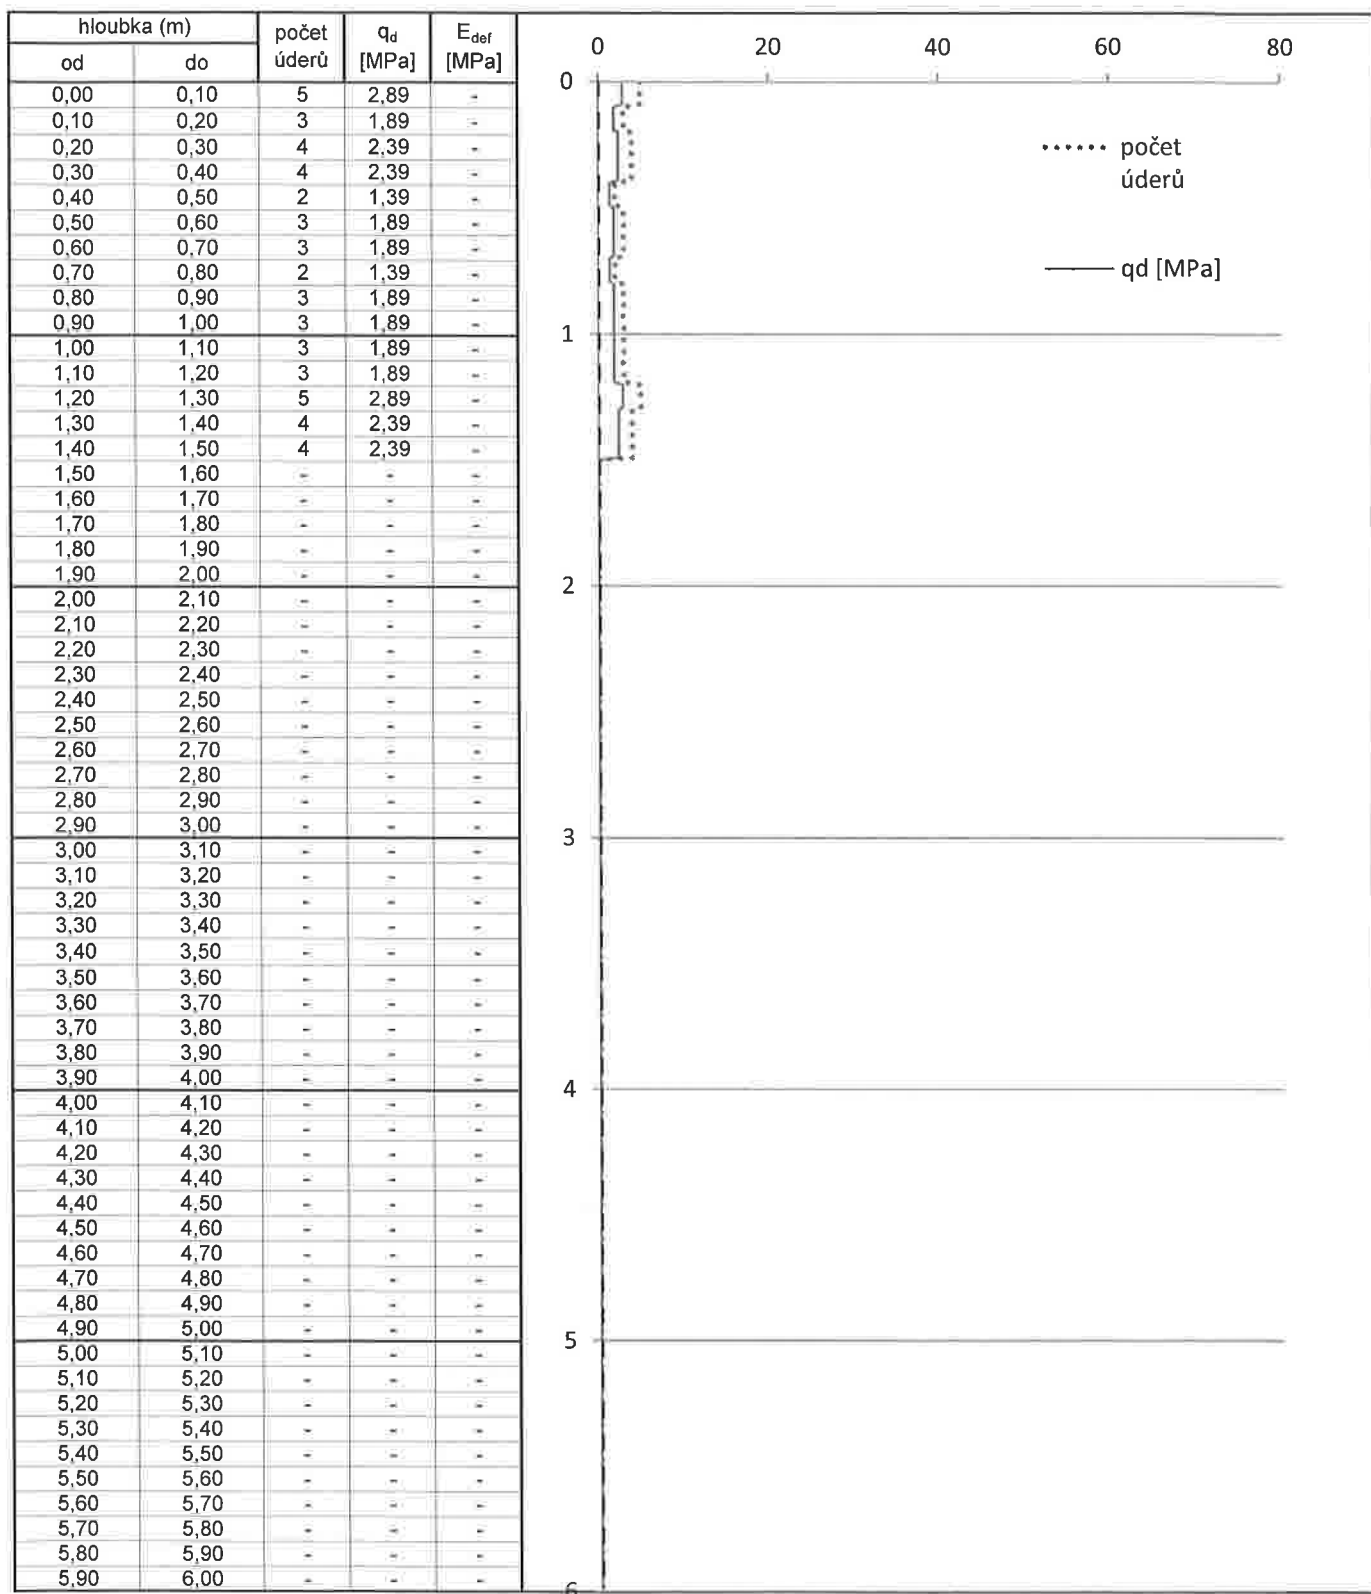 hloubka (m) počet úderů qd [MPa] Edef [MPa]
od do
0,00 0,10 5 2,89 -
0,10 0,20 3 1,89 -
0,20 0,30 4 2,39 -
0,30 0,40 4 2,39 -
0,40 0,50 2 1,39 -
0,50 0,60 3 1,89 -
0,60 0,70 3 1,89 -
0,70 0,80 2 1,39 -
0,80 0,90 3 1,89 -
0,90 1,00 3 1,89 -
1,00 1,10 3 1,89 -
1,10 1,20 3 1,89 -
1,20 1,30 5 2,89 -
1,30 1,40 4 2,39 -
1,40 1,50 4 2,39 -
1,50 1,60 - - -
1,60 1,70 - - -
1,70 1,80 - - -
1,80 1,90 - - -
1,90 2,00 - - -
2,00 2,10 - - -
2,10 2,20 - - -
2,20 2,30 - - -
2,30 2,40 - - -
2,40 2,50 - - -
2,50 2,60 - - -
2,60 2,70 - - -
2,70 2,80 - - -
2,80 2,90 - - -
2,90 3,00 - - -
3,00 3,10 - - -
3,10 3,20 - - -
3,20 3,30 - - -
3,30 3,40 - - -
3,40 3,50 - - -
3,50 3,60 - - -
3,60 3,70 - - -
3,70 3,80 - - -
3,80 3,90 - - -
3,90 4,00 - - -
4,00 4,10 - - -
4,10 4,20 - - -
4,20 4,30 - - -
4,30 4,40 - - -
4,40 4,50 - - -
4,50 4,60 - - -
4,60 4,70 - - -
4,70 4,80 - - -
4,80 4,90 - - -
4,90 5,00 - - -
5,00 5,10 - - -
5,10 5,20 - - -
5,20 5,30 - - -
5,30 5,40 - - -
5,40 5,50 - - -
5,50 5,60 - - -
5,60 5,70 - - -
5,70 5,80 - - -
5,80 5,90 - - -
5,90 6,00 - - -
0 20 40 60 80
0
1
2
3
4
5
6
počet
úderů
qd [MPa]